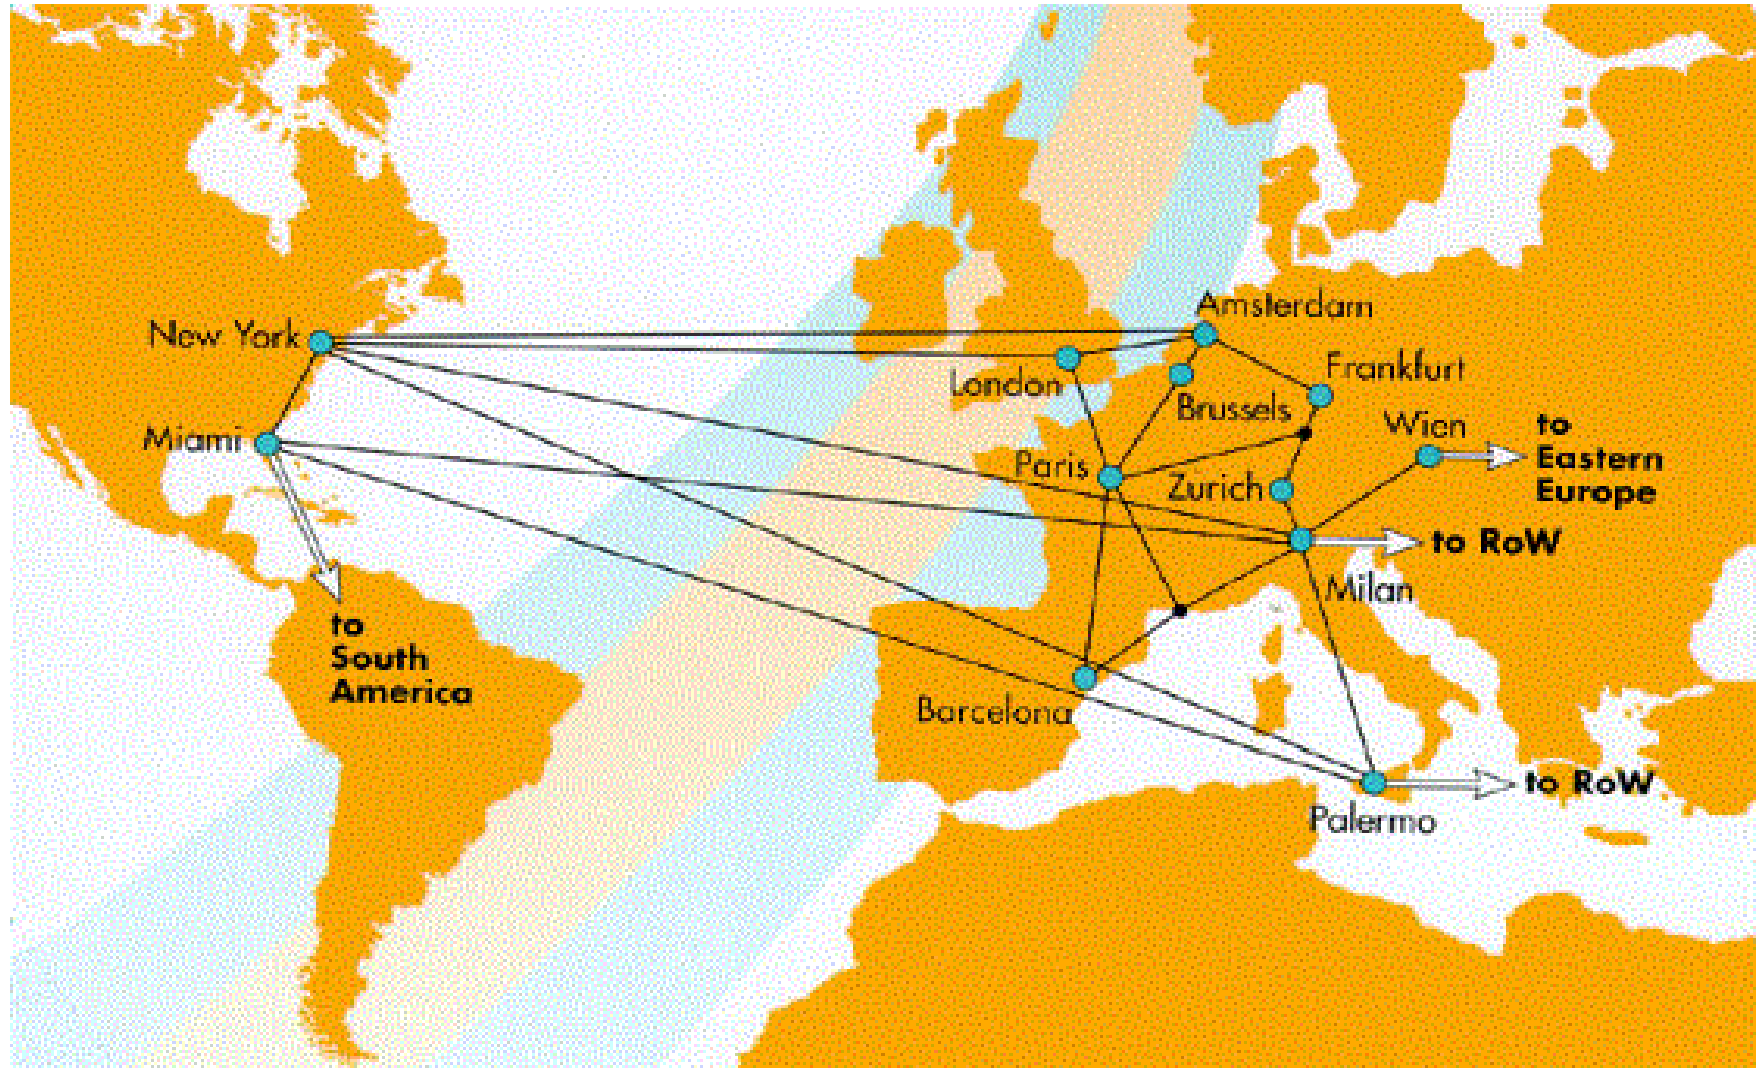 Amsterdam
New York
London
Frankfurt
Brussels
Miami
Wien
to
Eastern
Europe
Paris
Zurich
to RoW
Milan
to
South
America
Barcelona
to RoW
Palermo